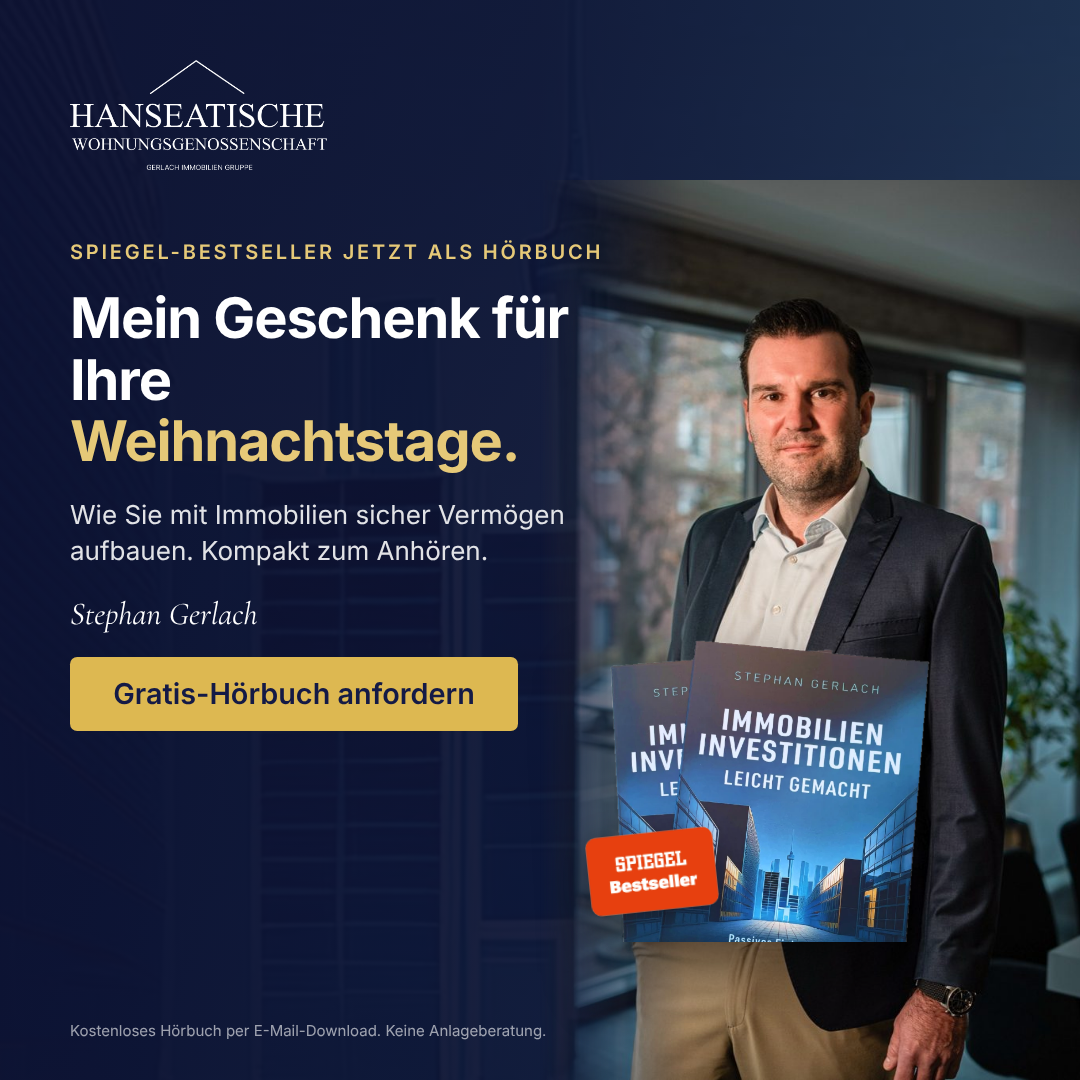 HANSEATISCHE
WOHNUNGSGENOSSENSCHAFT
GERLACH IMMOBILIEN GRUPPE
SPIEGEL-BESTSELLER JETZT ALS HÖRBUCH
Mein Geschenk für
Ihre
Weihnachtstage.
Wie Sie mit Immobilien sicher Vermögen
aufbauen. Kompakt zum Anhören.
Stephan Gerlach
Gratis-Hörbuch anfordern
STEPHAN GERLACH
IMMOBILIEN
INVESTITIONEN
LEICHT GEMACHT
SPIEGEL
Bestseller
Kostenloses Hörbuch per E-Mail-Download. Keine Anlageberatung.